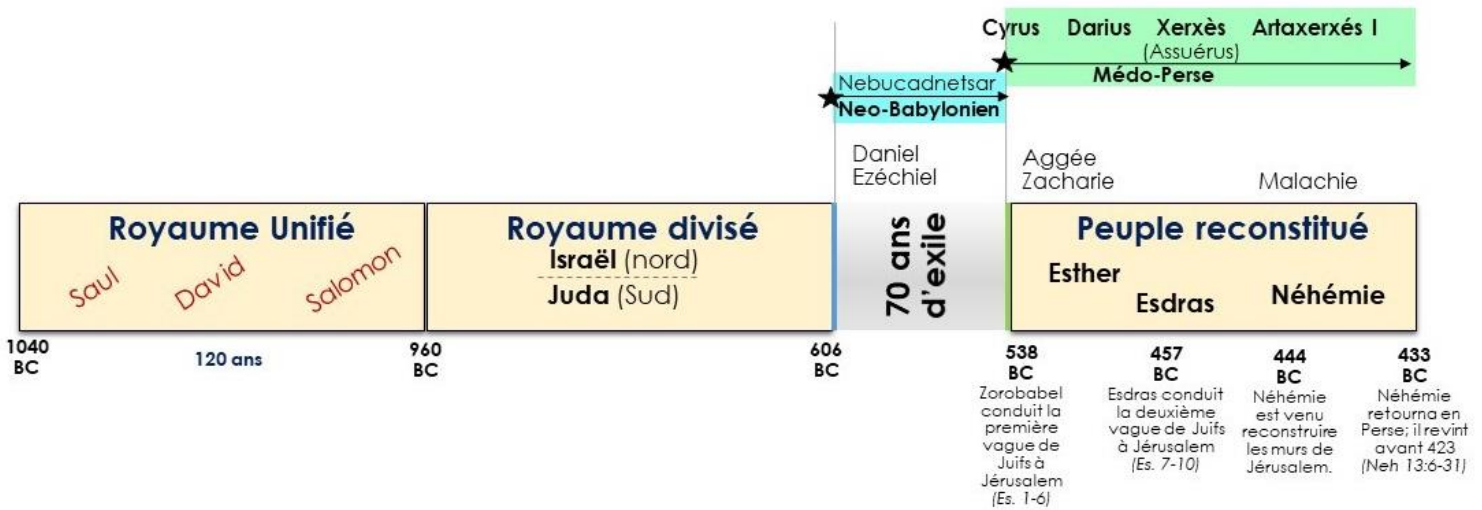 Cyrus Darius Xerxès Artaxerxés I
(Assuérus)
Médo-Perse
Nebucadnetsar
Neo-Babylonien
Daniel
Ezéchiel
Aggée
Zacharie
Malachie
Royaume Unifié
Saul
David
Salomon
Royaume divisé
Israël (nord)
Juda (Sud)
70 ans
d'exile
Peuple reconstitué
Esther
Esdras
Néhémie
1040
BC
120 ans
960
BC
606
BC
538
BC
Zorobabel
conduit la
première
vague de
Juifs à
Jérusalem
(Es. 1-6)
457
BC
Esdras conduit
la deuxième
vague de Juifs
à Jérusalem
(Es. 7-10)
444
BC
Néhémie
est venu
reconstruire
les murs de
Jérusalem.
433
BC
Néhémie
retourna en
Perse; il revint
avant 423
(Neh 13:6-31)